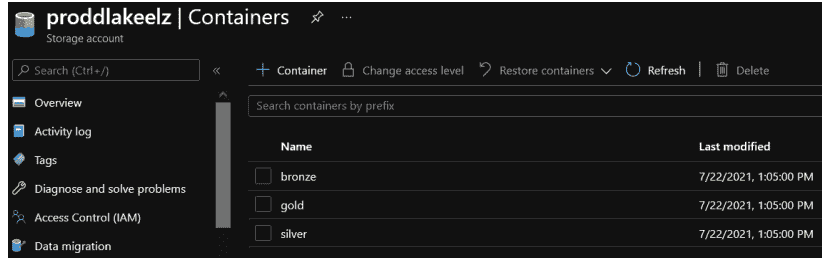 proddlakeelz | Containers ...
Storage account
Search (Ctrl+/)
«
Overview
Activity log
Tags
Diagnose and solve problems
Access Control (IAM)
Data migration
+ Container
Change access level
Restore containers
Refresh
Delete
Search containers by prefix
Name Last modified
bronze 7/22/2021, 1:05:00 PM
gold 7/22/2021, 1:05:00 PM
silver 7/22/2021, 1:05:00 PM